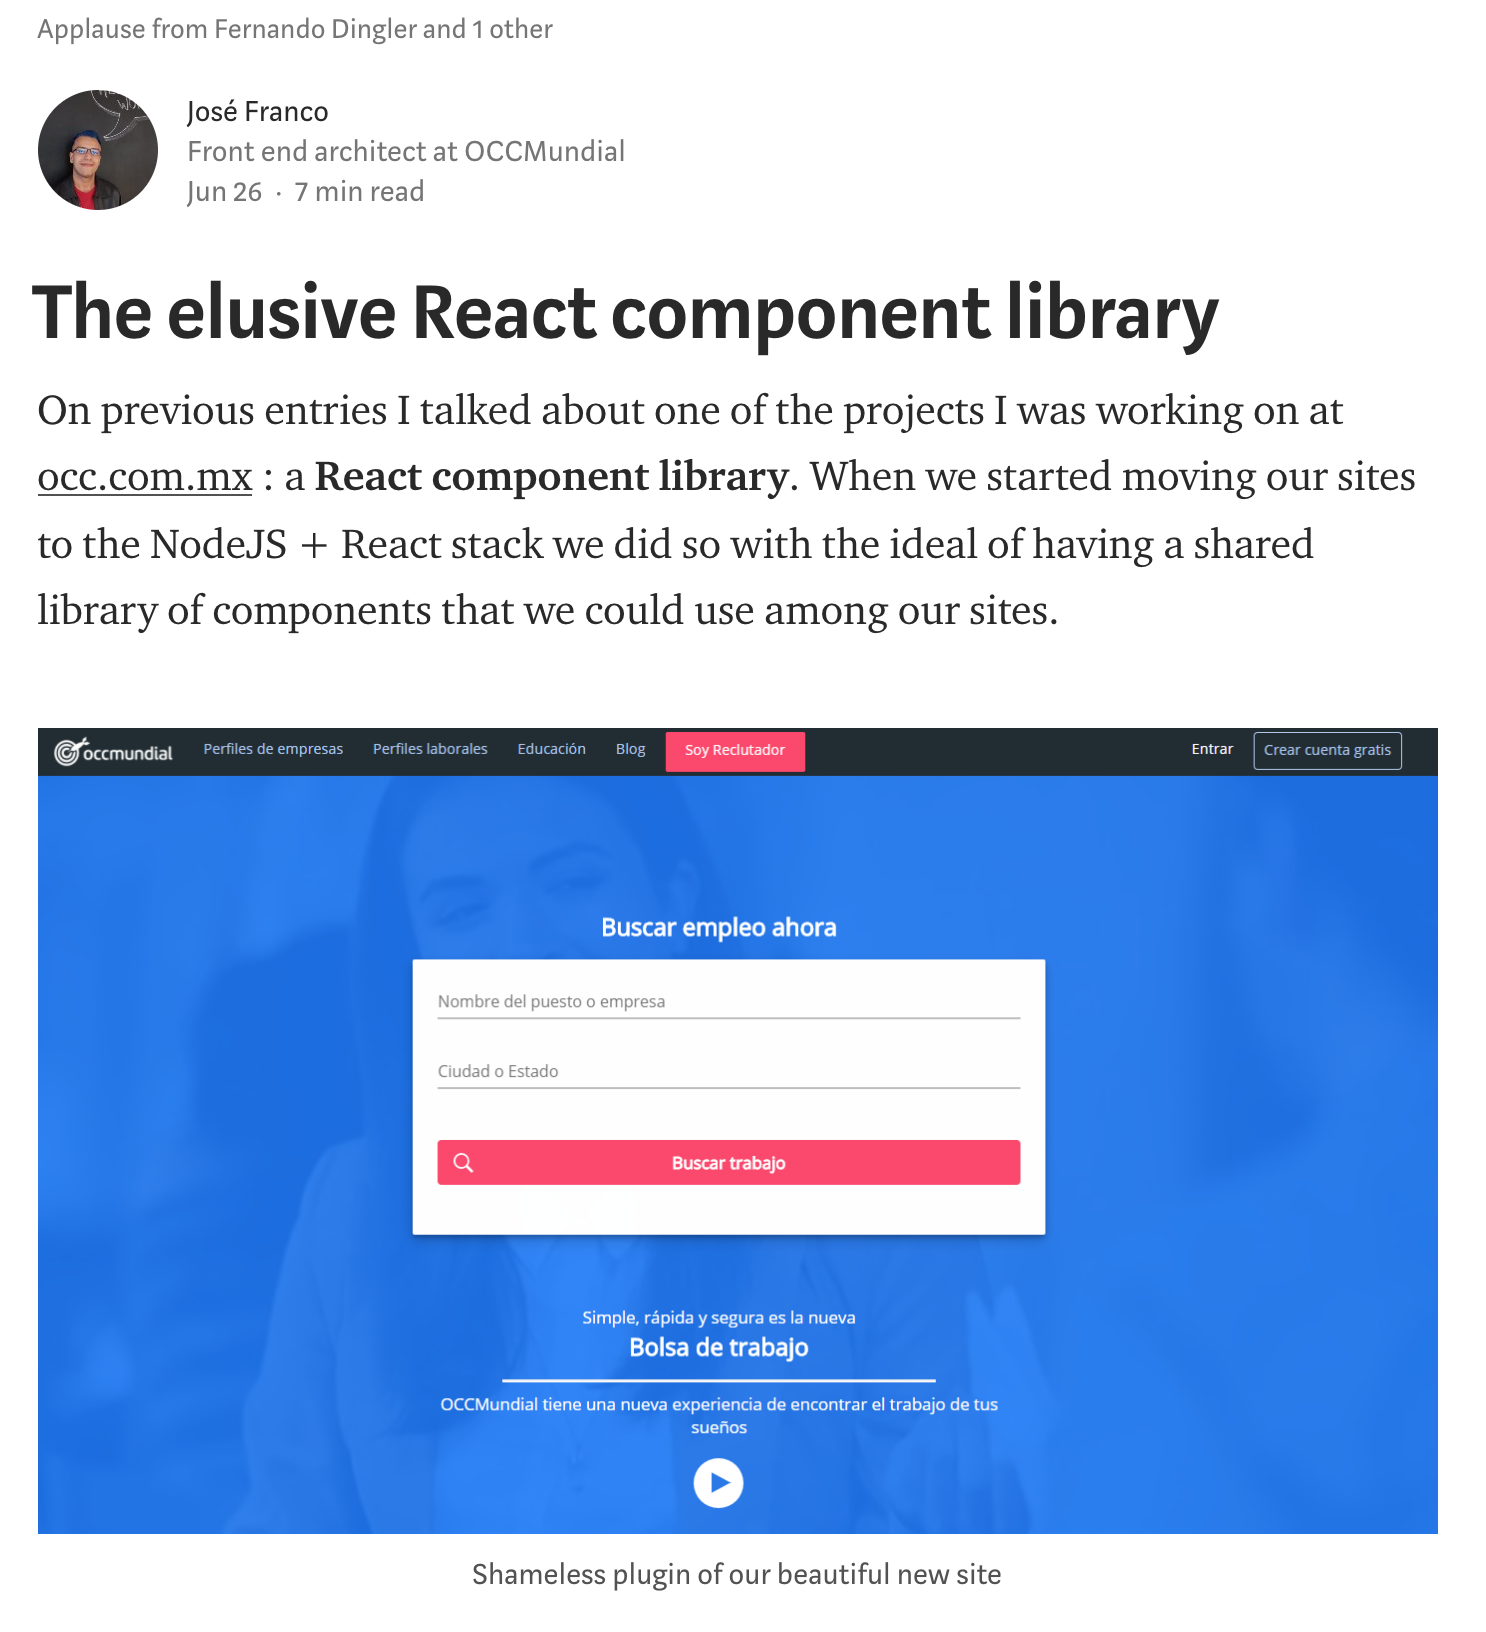 Applause from Fernando Dingler and 1 other
José Franco
Front end architect at OCCMundial
Jun 26 · 7 min read
The elusive React component library
On previous entries I talked about one of the projects I was working on at
occ.com.mx : a React component library. When we started moving our sites
to the NodeJS + React stack we did so with the ideal of having a shared
library of components that we could use among our sites.
occmundial Perfiles de empresas Perfiles laborales Educación Blog Soy Reclutador Entrar Crear cuenta gratis
Buscar empleo ahora
Nombre del puesto o empresa
Ciudad o Estado
Buscar trabajo
Simple, rápida y segura es la nueva
Bolsa de trabajo
OCCMundial tiene una nueva experiencia de encontrar el trabajo de tus
sueños
Shameless plugin of our beautiful new site